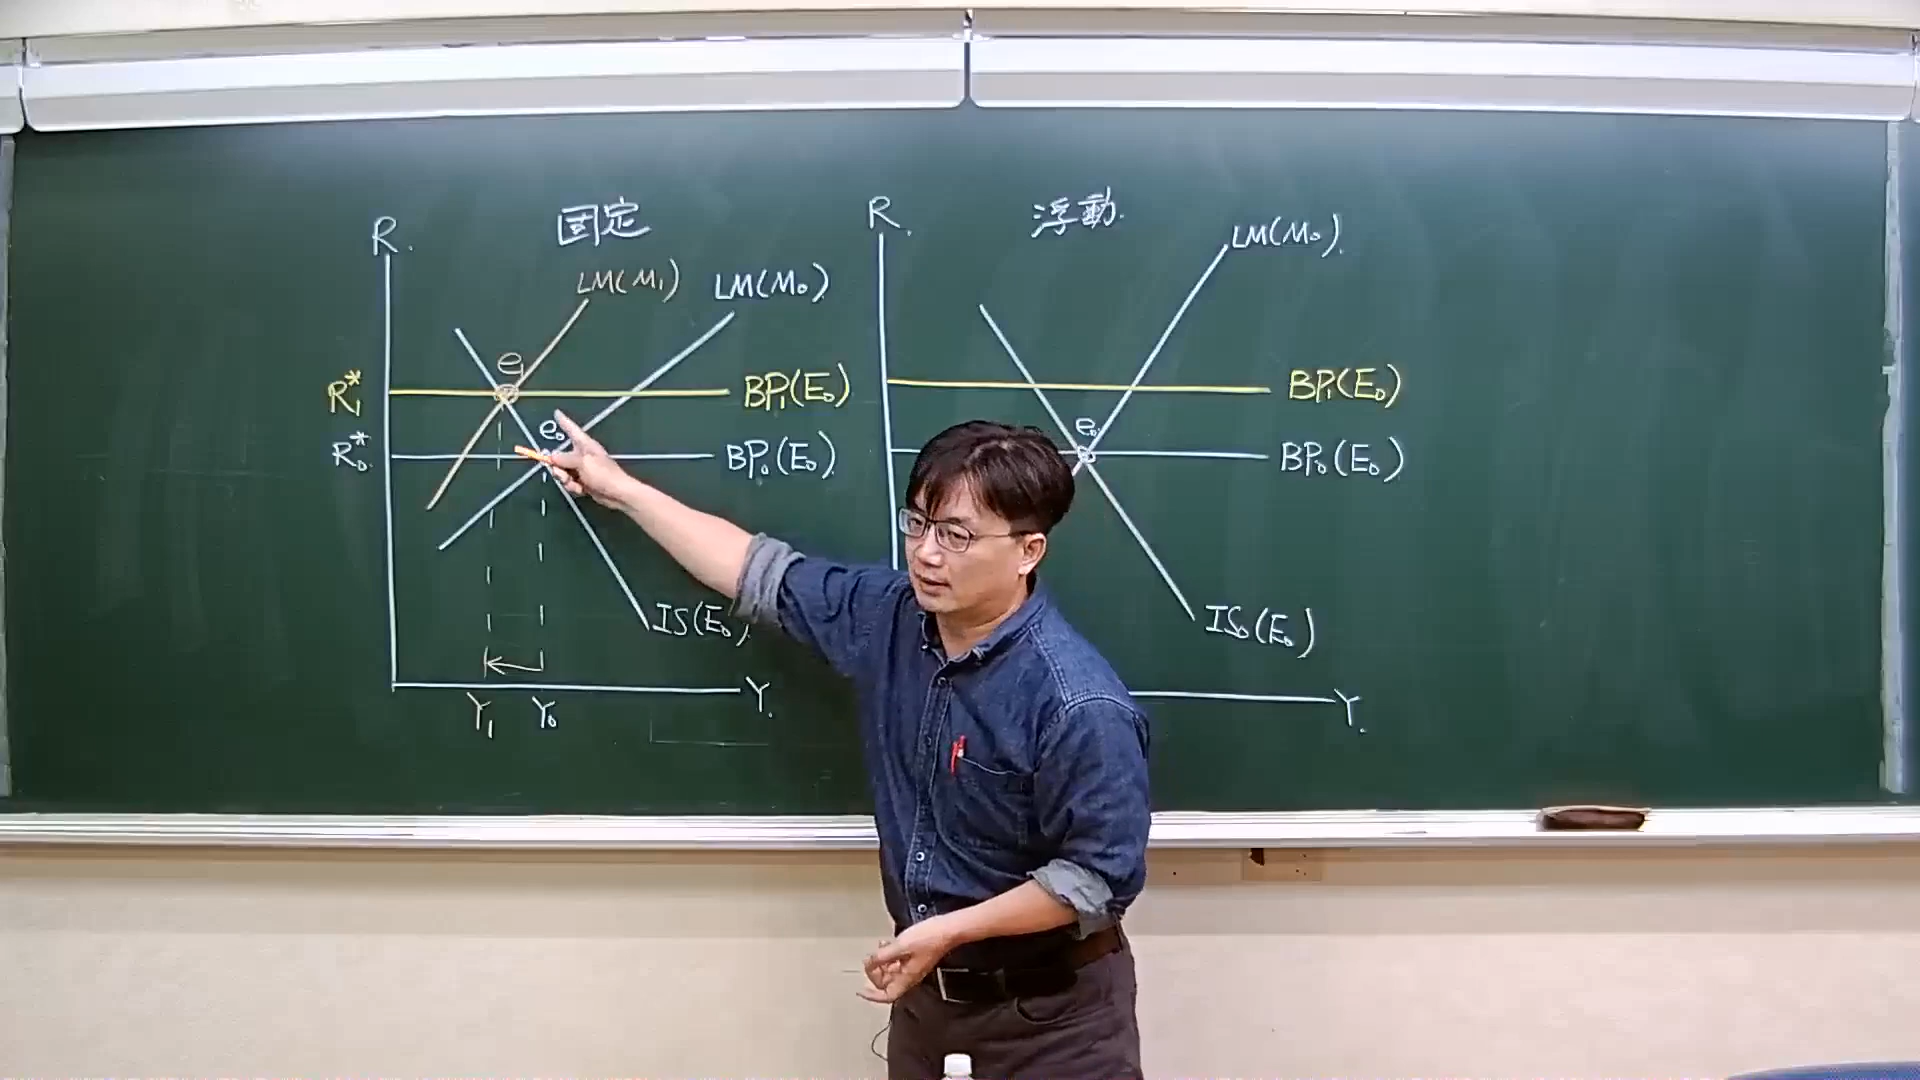 固定
R.
LM(M₁)
LM(M₀)
e₁
R₁*
BP₁(E₀)
e₀
R₀*
BP₀(E₀)
IS(E₀)
Y₁
Y₀
Y.
浮動.
R.
LM(M₀).
BP₁(E₀)
e₀
BP₀(E₀)
IS₀(E₀)
Y.